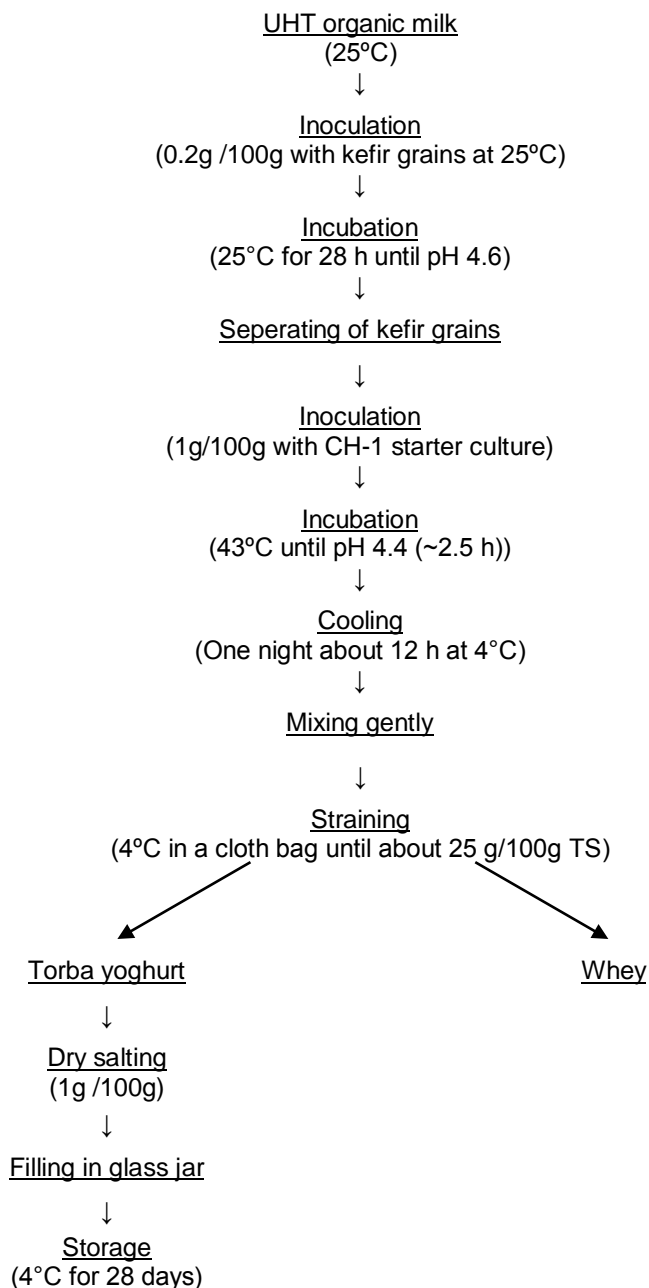 UHT organic milk
(25ºC)
↓
Inoculation
(0.2g /100g with kefir grains at 25ºC)
↓
Incubation
(25°C for 28 h until pH 4.6)
↓
Seperating of kefir grains
↓
Inoculation
(1g/100g with CH-1 starter culture)
↓
Incubation
(43ºC until pH 4.4 (~2.5 h))
↓
Cooling
(One night about 12 h at 4°C)
↓
Mixing gently
↓
Straining
(4ºC in a cloth bag until about 25 g/100g TS)
Torba yoghurt
Whey
↓
Dry salting
(1g /100g)
↓
Filling in glass jar
↓
Storage
(4°C for 28 days)